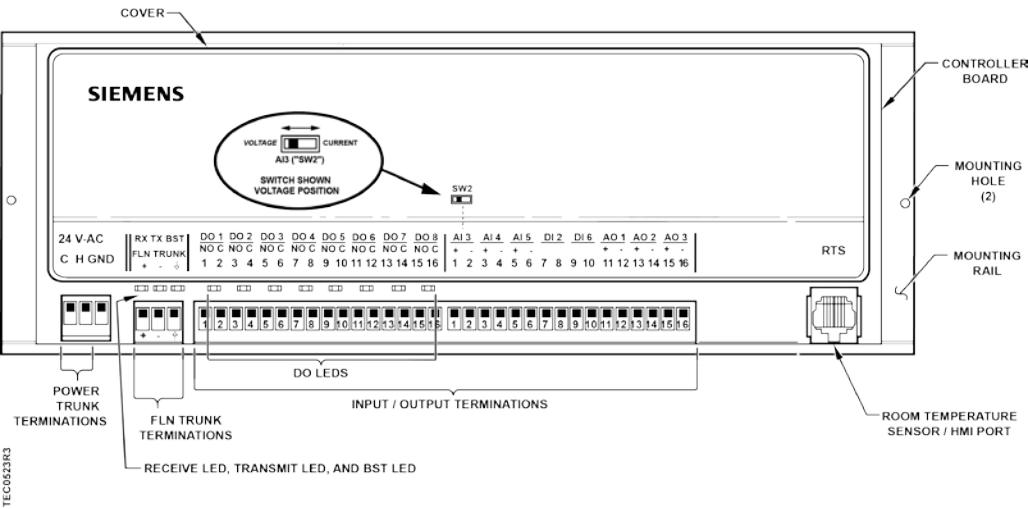 COVER
CONTROLLER
BOARD
SIEMENS
VOLTAGE
CURRENT
AI3 ("SW2")
SWITCH SHOWN
VOLTAGE POSITION
SW2
MOUNTING
HOLE
(2)
24 V-AC
C H GND
RX TX BST
FLN TRUNK
+ - ⏚
DO 1 DO 2 DO 3 DO 4 DO 5 DO 6 DO 7 DO 8
NO C NO C NO C NO C NO C NO C NO C NO C
1 2 3 4 5 6 7 8 9 10 11 12 13 14 15 16
AI 3 AI 4 AI 5 DI 2 DI 6 AO 1 AO 2 AO 3
+ - + - + - + - + - + -
1 2 3 4 5 6 7 8 9 10 11 12 13 14 15 16
RTS
MOUNTING
RAIL
+ - ⏚
1 2 3 4 5 6 7 8 9 10 11 12 13 14 15 16
1 2 3 4 5 6 7 8 9 10 11 12 13 14 15 16
DO LEDS
POWER
TRUNK
TERMINATIONS
FLN TRUNK
TERMINATIONS
INPUT / OUTPUT TERMINATIONS
ROOM TEMPERATURE
SENSOR / HMI PORT
RECEIVE LED, TRANSMIT LED, AND BST LED
TEC0523R3